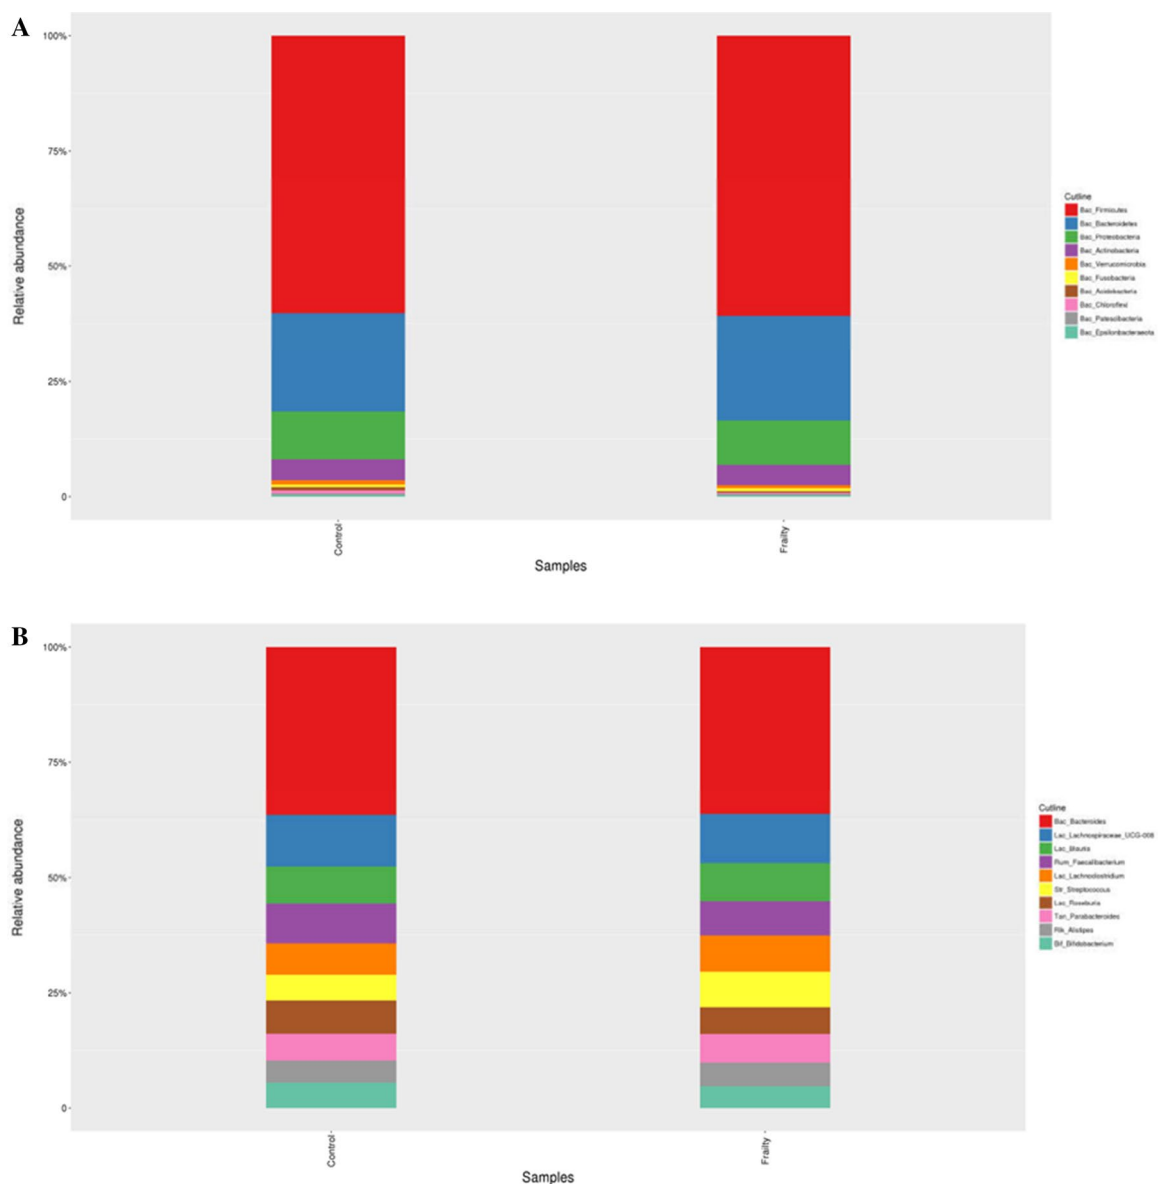 A
100%
75%
50%
25%
0
Relative abundance
Control
Frailty
Samples
Cutline
Bac_Firmicutes
Bac_Bacteroidetes
Bac_Proteobacteria
Bac_Actinobacteria
Bac_Verrucomicrobia
Bac_Fusobacteria
Bac_Acidobacteria
Bac_Chloroflexi
Bac_Patescibacteria
Bac_Epsilonbacteraeota
B
100%
75%
50%
25%
0
Relative abundance
Control
Frailty
Samples
Cutline
Bac_Bacteroides
Lac_Lachnospiraceae_UCG-008
Lac_Blautia
Rum_Faecalibacterium
Lac_Lachnoclostridium
Str_Streptococcus
Lac_Roseburia
Tan_Parabacteroides
Rik_Alistipes
Bif_Bifidobacterium